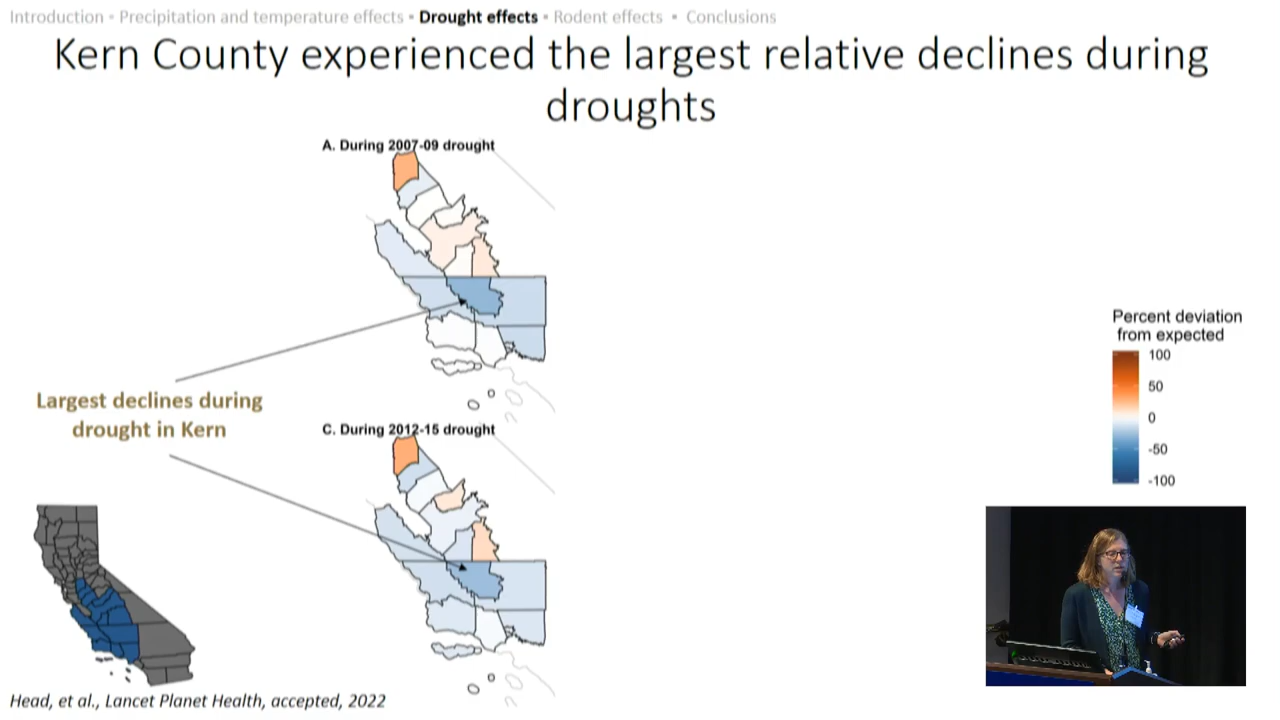 Introduction • Precipitation and temperature effects • Drought effects • Rodent effects • Conclusions
Kern County experienced the largest relative declines during
droughts
A. During 2007-09 drought
Percent deviation
from expected
100
50
0
-50
-100
Largest declines during
drought in Kern
C. During 2012-15 drought
Head, et al., Lancet Planet Health, accepted, 2022